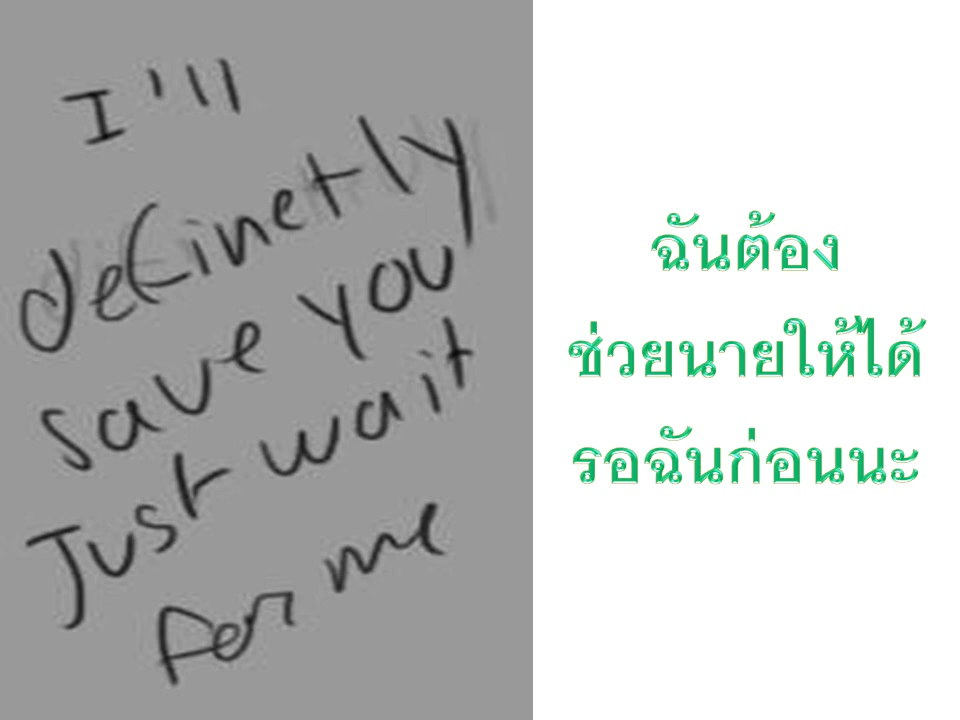 I'll
definetly
save you
Just wait
for me
ฉันต้อง
ช่วยนายให้ได้
รอฉันก่อนนะ